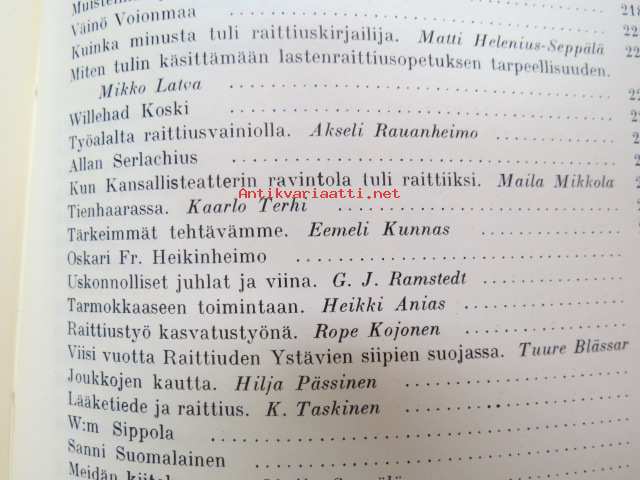 Väinö Voionmaa
Kuinka minusta tuli raittiuskirjailija. Matti Helenius-Seppälä
Miten tulin käsittämään lastenraittiusopetuksen tarpeellisuuden.
Mikko Latva
Willehad Koski
Työalalta raittiusvainiolla. Akseli Rauanheimo
Allan Serlachius
Kun Kansallisteatterin ravintola tuli raittiiksi. Maila Mikkola
Antikvariaatti.net
Tienhaarassa. Kaarlo Terhi
Tärkeimmät tehtävämme. Eemeli Kunnas
Oskari Fr. Heikinheimo
Uskonnolliset juhlat ja viina. G. J. Ramstedt
Tarmokkaaseen toimintaan. Heikki Anias
Raittiustyö kasvatustyönä. Rope Kojonen
Viisi vuotta Raittiuden Ystävien siipien suojassa. Tuure Blässar
Joukkojen kautta. Hilja Pässinen
Lääketiede ja raittius. K. Taskinen
W:m Sippola
Sanni Suomalainen
Meidän